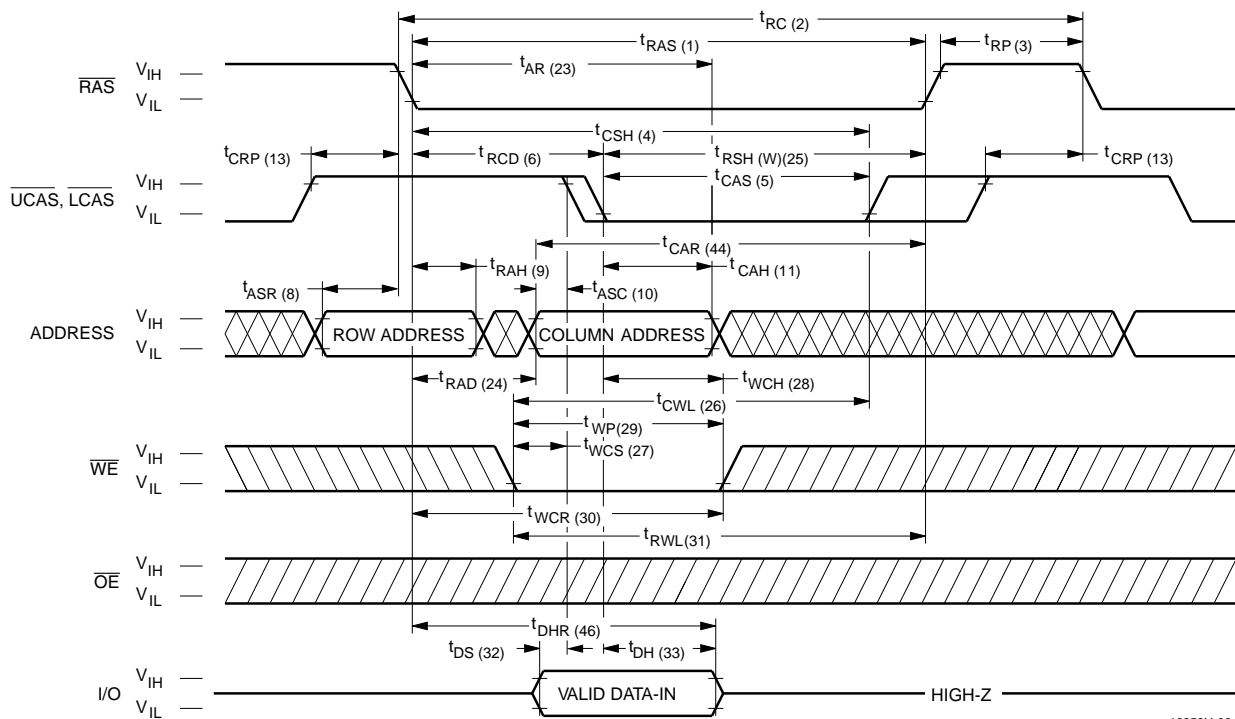 tRC (2)
tRAS (1)
tRP (3)
tAR (23)
RAS
VIH
VIL
tCSH (4)
tCRP (13)
tRCD (6)
tRSH (W)(25)
tCRP (13)
tCAS (5)
UCAS, LCAS
VIH
VIL
tCAR (44)
tRAH (9)
tCAH (11)
tASR (8)
tASC (10)
ADDRESS
VIH
VIL
ROW ADDRESS
COLUMN ADDRESS
tRAD (24)
tWCH (28)
tCWL (26)
tWP(29)
tWCS (27)
WE
VIH
VIL
tWCR (30)
tRWL(31)
OE
VIH
VIL
tDHR (46)
tDS (32)
tDH (33)
I/O
VIH
VIL
VALID DATA-IN
HIGH-Z